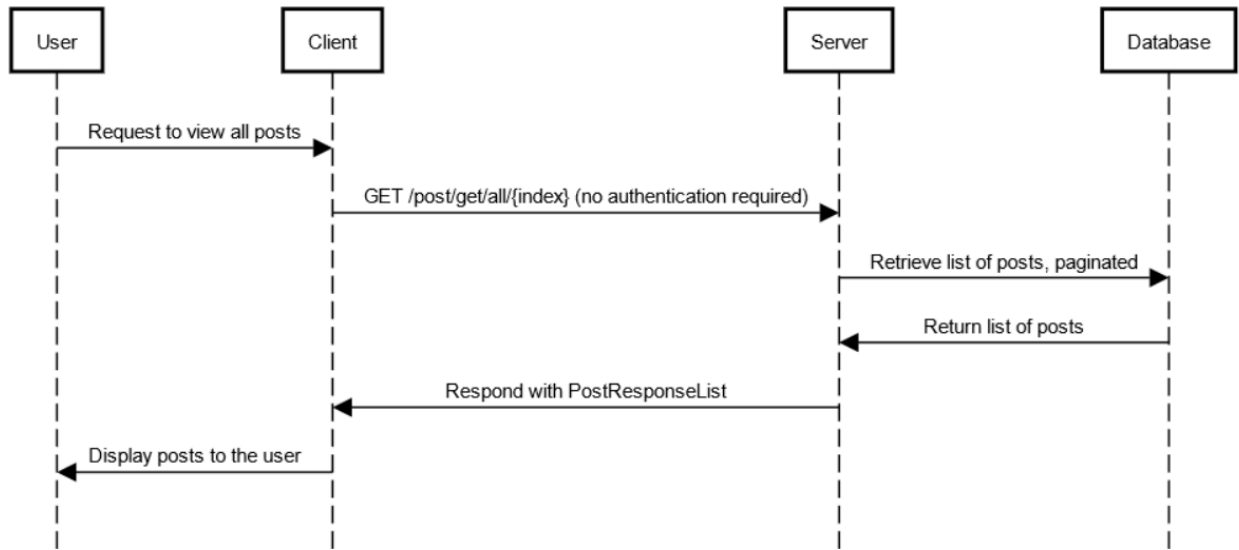 User
Client
Server
Database
Request to view all posts
GET /post/get/all/{index} (no authentication required)
Retrieve list of posts, paginated
Return list of posts
Respond with PostResponseList
Display posts to the user